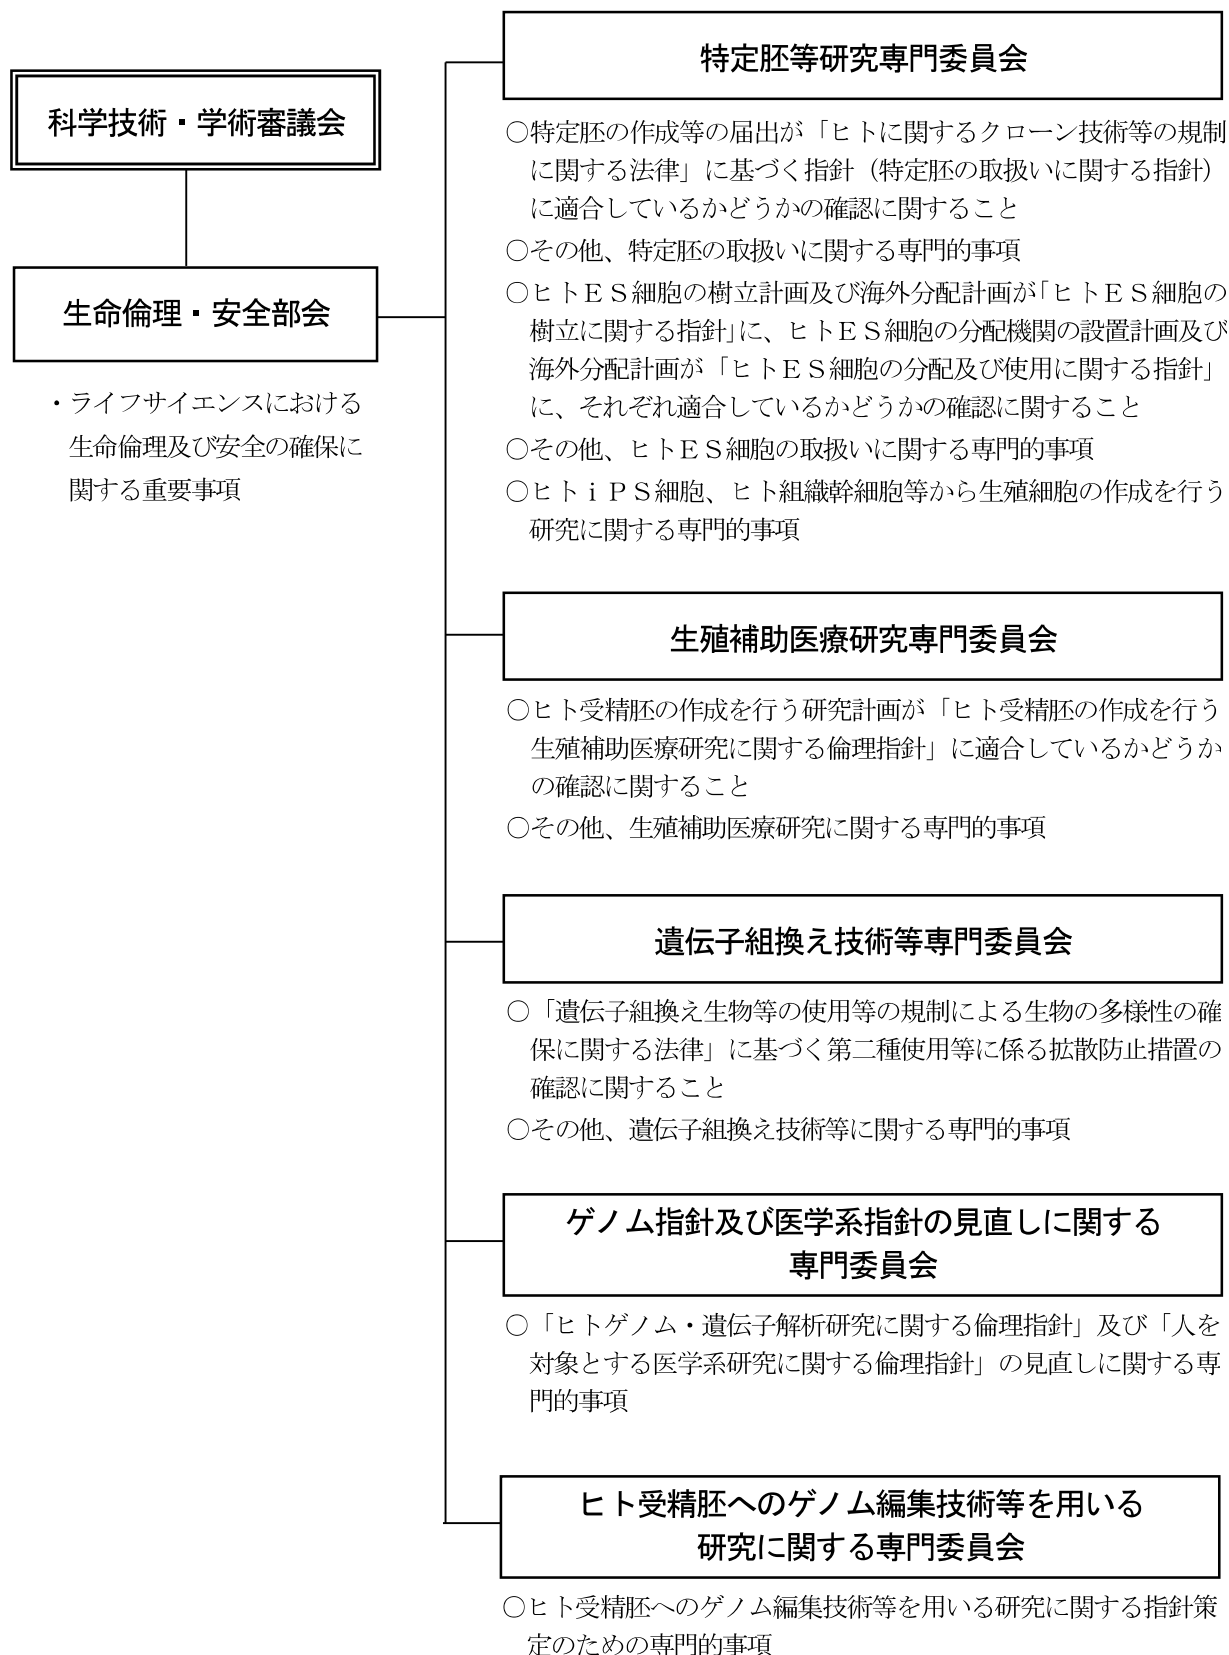 科学技術・学術審議会
生命倫理・安全部会
・ライフサイエンスにおける
生命倫理及び安全の確保に
関する重要事項
特定胚等研究専門委員会
○特定胚の作成等の届出が「ヒトに関するクローン技術等の規制
に関する法律」に基づく指針（特定胚の取扱いに関する指針）
に適合しているかどうかの確認に関すること
○その他、特定胚の取扱いに関する専門的事項
○ヒトＥＳ細胞の樹立計画及び海外分配計画が「ヒトＥＳ細胞の
樹立に関する指針」に、ヒトＥＳ細胞の分配機関の設置計画及び
海外分配計画が「ヒトＥＳ細胞の分配及び使用に関する指針」
に、それぞれ適合しているかどうかの確認に関すること
○その他、ヒトＥＳ細胞の取扱いに関する専門的事項
○ヒトｉＰＳ細胞、ヒト組織幹細胞等から生殖細胞の作成を行う
研究に関する専門的事項
生殖補助医療研究専門委員会
○ヒト受精胚の作成を行う研究計画が「ヒト受精胚の作成を行う
生殖補助医療研究に関する倫理指針」に適合しているかどうか
の確認に関すること
○その他、生殖補助医療研究に関する専門的事項
遺伝子組換え技術等専門委員会
○「遺伝子組換え生物等の使用等の規制による生物の多様性の確
保に関する法律」に基づく第二種使用等に係る拡散防止措置の
確認に関すること
○その他、遺伝子組換え技術等に関する専門的事項
ゲノム指針及び医学系指針の見直しに関する
専門委員会
○「ヒトゲノム・遺伝子解析研究に関する倫理指針」及び「人を
対象とする医学系研究に関する倫理指針」の見直しに関する専
門的事項
ヒト受精胚へのゲノム編集技術等を用いる
研究に関する専門委員会
○ヒト受精胚へのゲノム編集技術等を用いる研究に関する指針策
定のための専門的事項